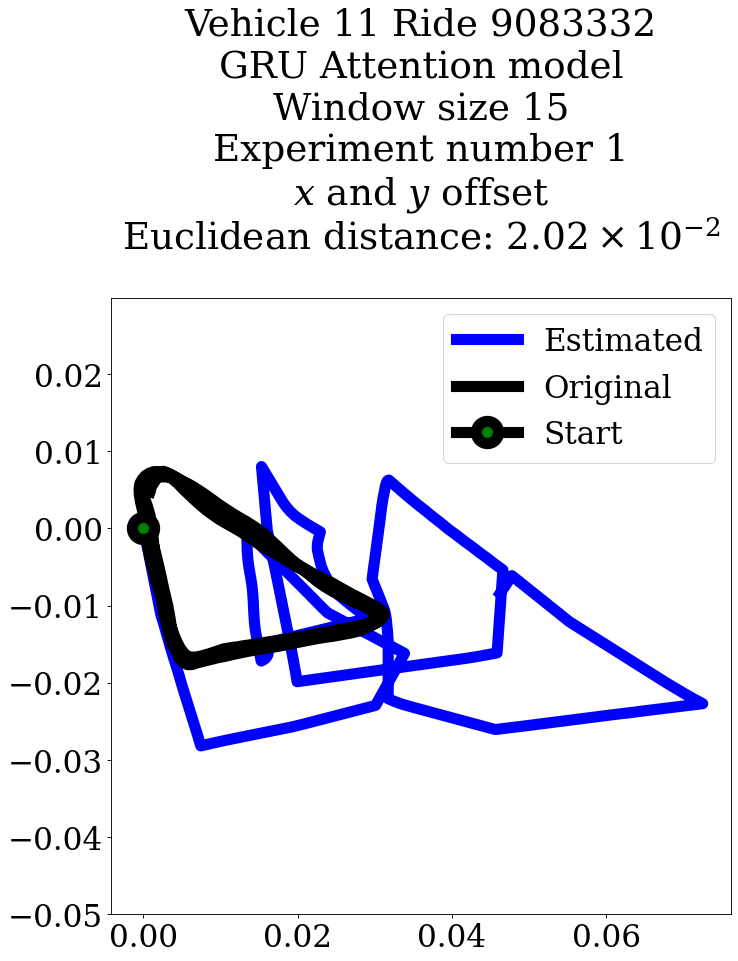 Vehicle 11 Ride 9083332
GRU Attention model
Window size 15
Experiment number 1
x and y offset
Euclidean distance: 2.02 × 10⁻²
Estimated
Original
Start
0.02
0.01
0.00
−0.01
−0.02
−0.03
−0.04
−0.05
0.00 0.02 0.04 0.06